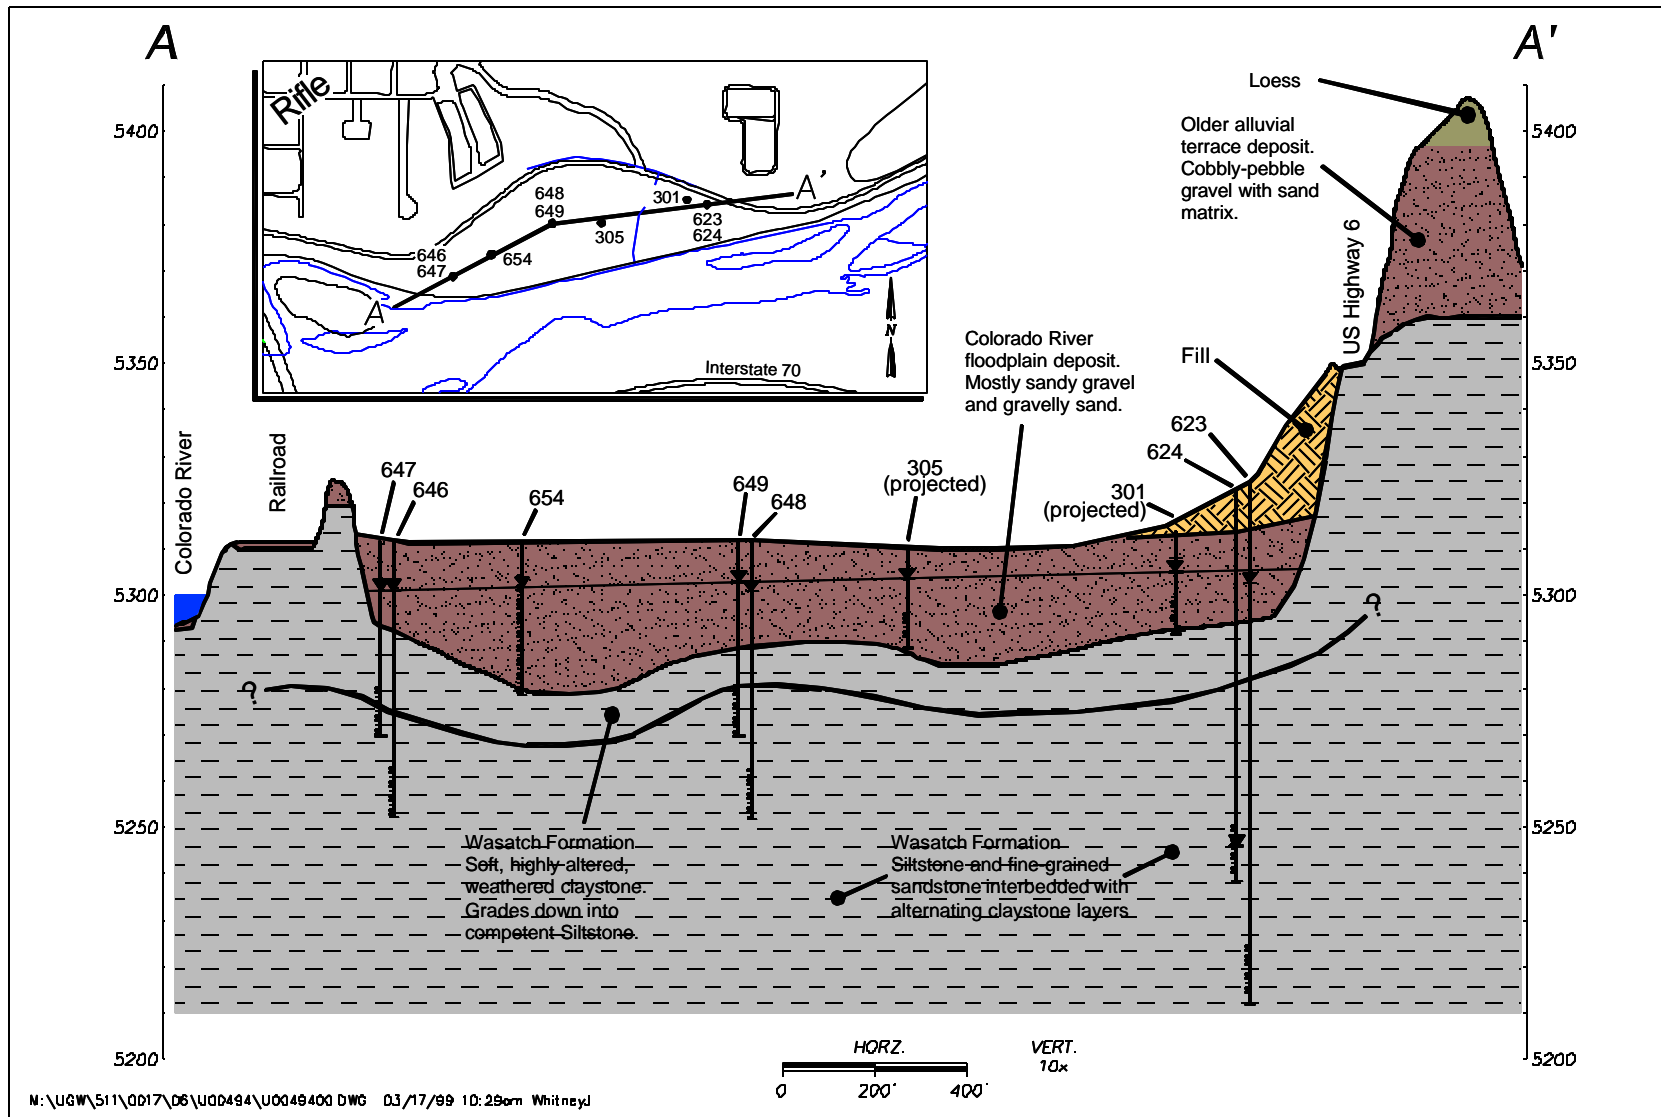 A
A'
Rifle
648
649
301
A'
623
624
305
646
647
654
A
N
Interstate 70
Loess
Older alluvial
terrace deposit.
Cobbly-pebble
gravel with sand
matrix.
5400
5400
US Highway 6
Colorado River
floodplain deposit.
Mostly sandy gravel
and gravelly sand.
Fill
5350
5350
623
624
Colorado River
Railroad
647
646
654
649
648
305
(projected)
301
(projected)
5300
5300
?
?
Wasatch Formation
Soft, highly altered,
weathered claystone.
Grades down into
competent Siltstone.
Wasatch Formation
Siltstone and fine-grained
sandstone interbedded with
alternating claystone layers
5250
5250
5200
5200
HORZ.
VERT.
10x
0
200'
400'
M:\UGW\511\0017\06\U00494\U0049400.DWG 03/17/99 10:29am WhitneyJ